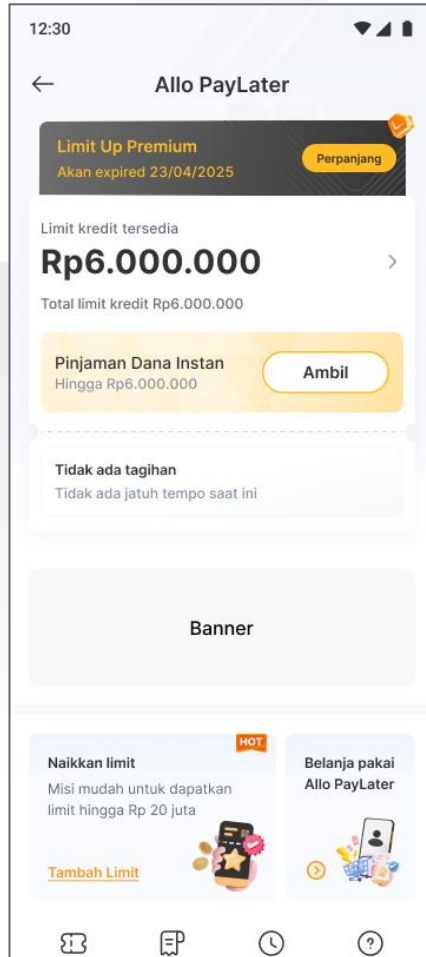 12:30
Allo PayLater
Limit Up Premium
Akan expired 23/04/2025
Perpanjang
Limit kredit tersedia
Rp6.000.000
Total limit kredit Rp6.000.000
Pinjaman Dana Instan
Hingga Rp6.000.000
Ambil
Tidak ada tagihan
Tidak ada jatuh tempo saat ini
Banner
HOT
Naikkan limit
Misi mudah untuk dapatkan
limit hingga Rp 20 juta
Tambah Limit
Belanja pakai
Allo PayLater